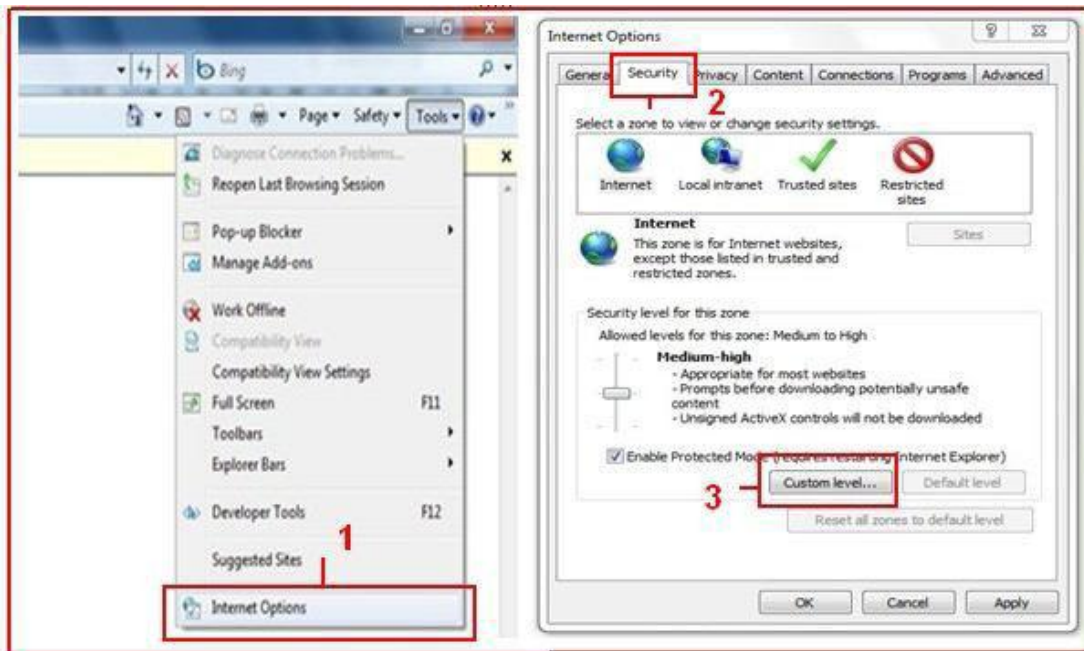 Bing
Page Safety Tools
Diagnose Connection Problems...
Reopen Last Browsing Session
Pop-up Blocker
Manage Add-ons
Work Offline
Compatibility View
Compatibility View Settings
Full Screen F11
Toolbars
Explorer Bars
Developer Tools F12
1
Suggested Sites
Internet Options
Internet Options
General Security Privacy Content Connections Programs Advanced
2
Select a zone to view or change security settings.
Internet Local intranet Trusted sites Restricted
sites
Internet
Sites
This zone is for Internet websites,
except those listed in trusted and
restricted zones.
Security level for this zone
Allowed levels for this zone: Medium to High
Medium-high
- Appropriate for most websites
- Prompts before downloading potentially unsafe
content
- Unsigned ActiveX controls will not be downloaded
Enable Protected Mode (requires restarting Internet Explorer)
3
Custom level... Default level
Reset all zones to default level
OK Cancel Apply